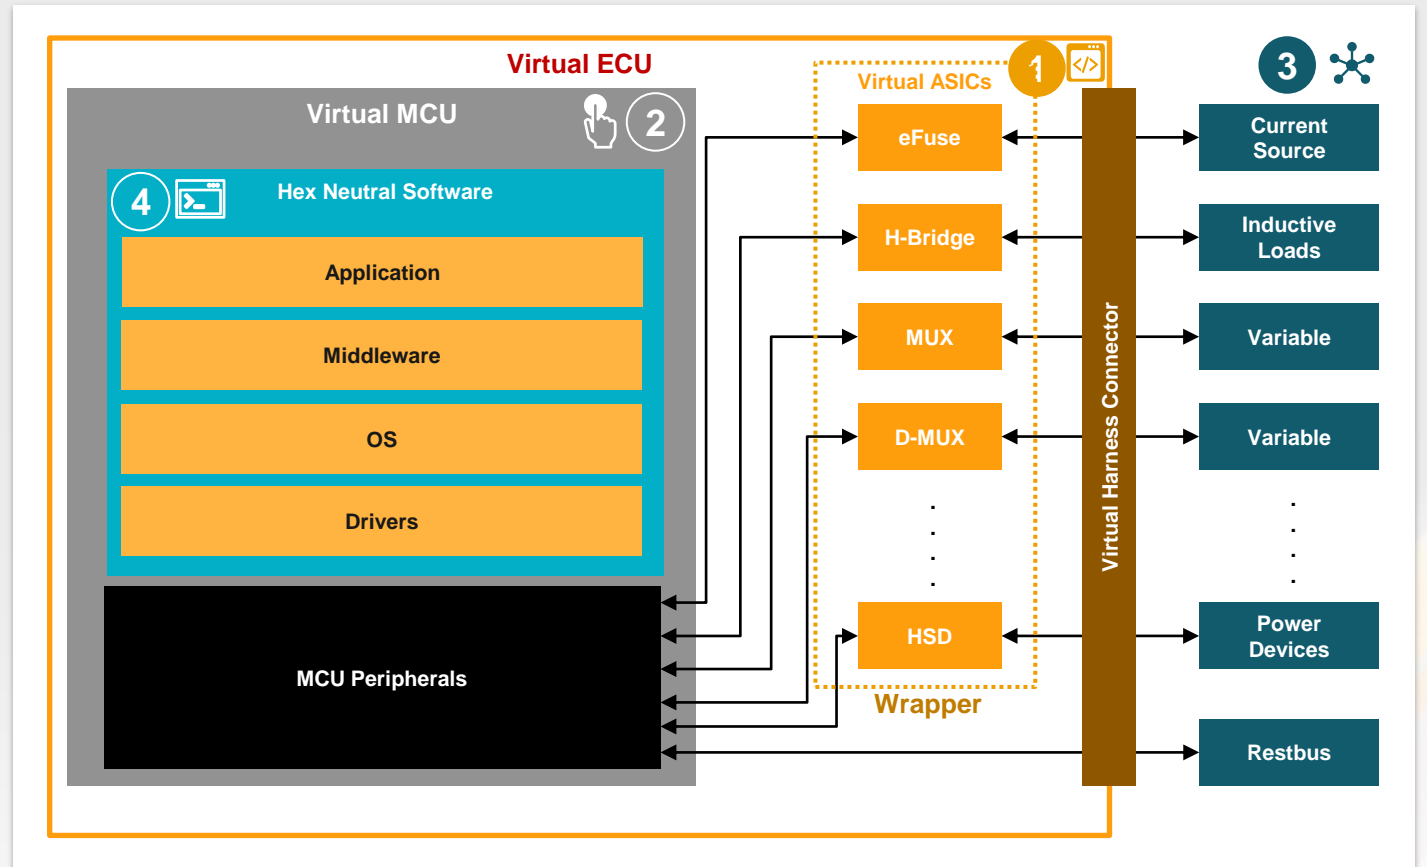 Virtual ECU
1
</>
3
Virtual ASICs
Virtual MCU
2
eFuse
Current
Source
4
Hex Neutral Software
H-Bridge
Inductive
Loads
Application
MUX
Variable
Middleware
D-MUX
Variable
OS
Drivers
Virtual Harness Connector
HSD
Power
Devices
MCU Peripherals
Wrapper
Restbus